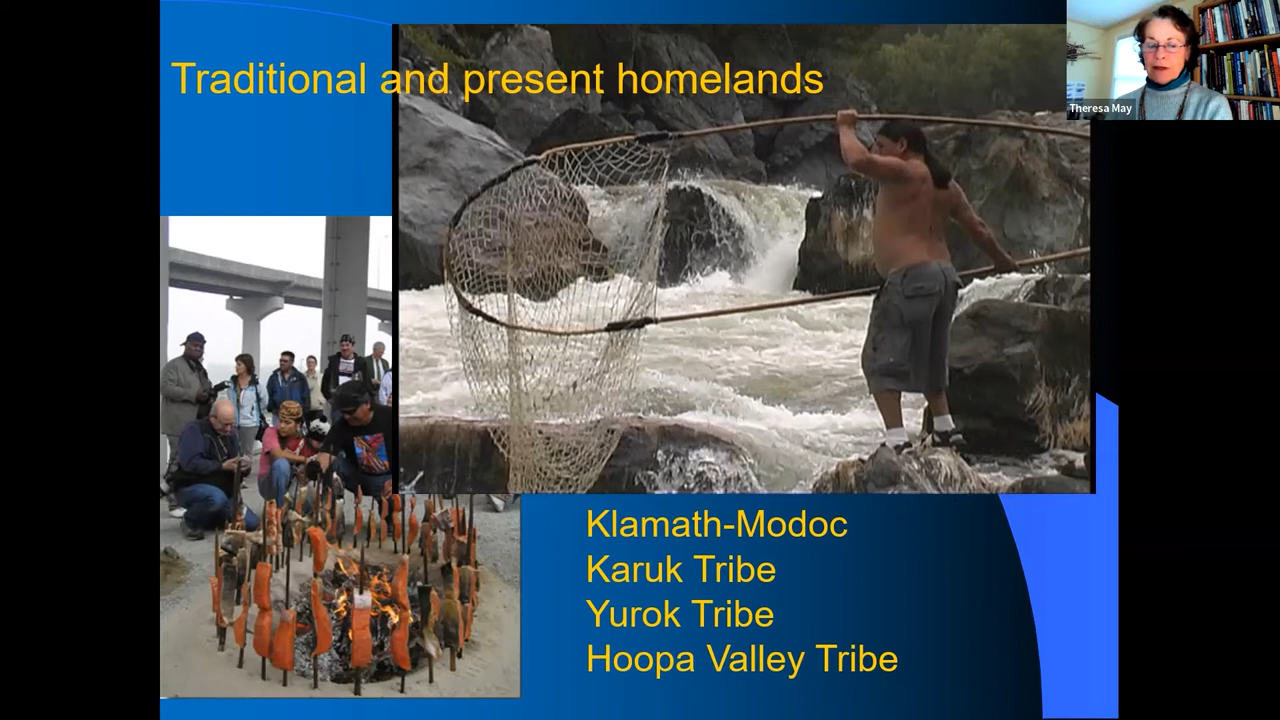 Traditional and present homelands
Theresa May
Klamath-Modoc
Karuk Tribe
Yurok Tribe
Hoopa Valley Tribe